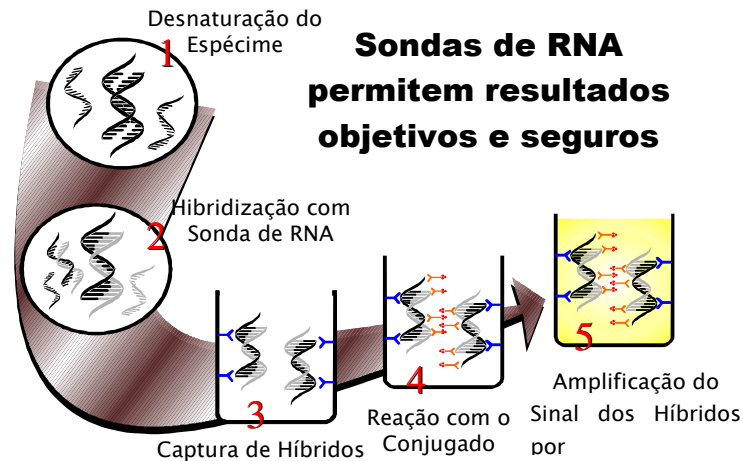 Desnaturação do
Espécime
1
Sondas de RNA
permitem resultados
objetivos e seguros
Hibridização com
Sonda de RNA
2
3
Captura de Híbridos
4
Reação com o
Conjugado
5
Amplificação do
Sinal dos Híbridos
por